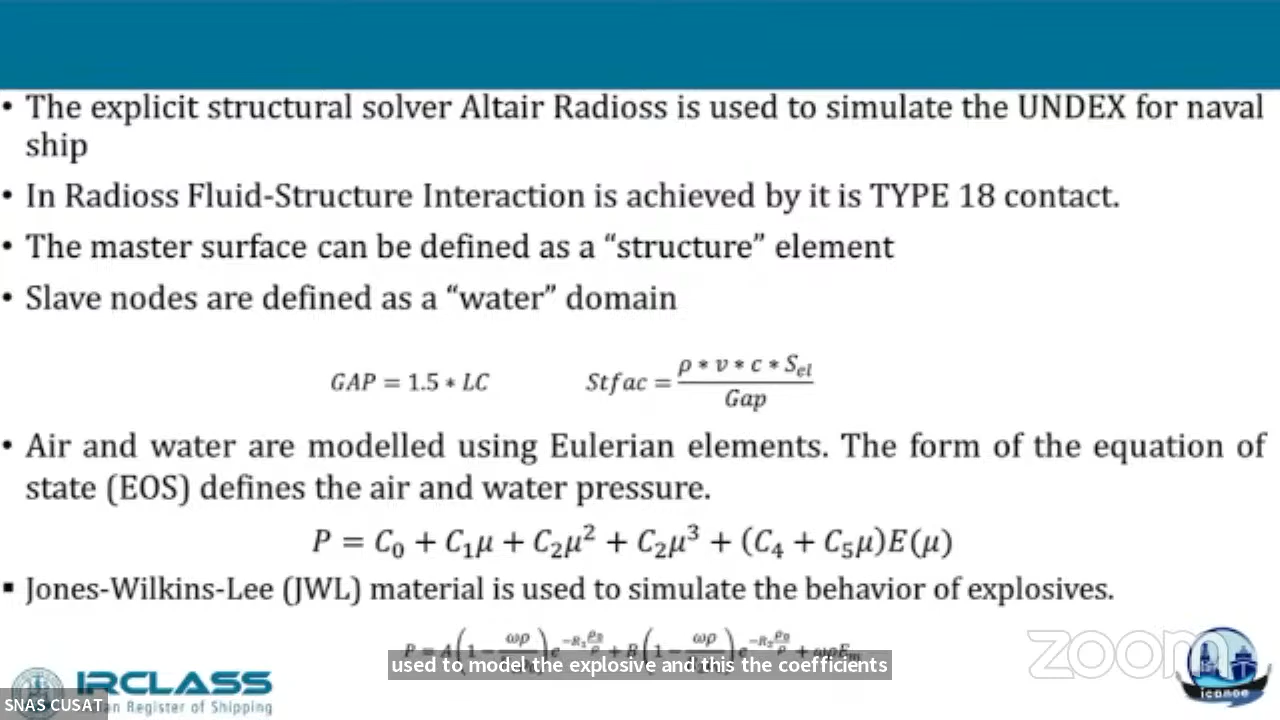 • The explicit structural solver Altair Radioss is used to simulate the UNDEX for naval
ship
• In Radioss Fluid-Structure Interaction is achieved by it is TYPE 18 contact.
• The master surface can be defined as a “structure” element
• Slave nodes are defined as a “water” domain
GAP = 1.5 * LC Stfac = ρ * v * c * S_el / Gap
• Air and water are modelled using Eulerian elements. The form of the equation of
state (EOS) defines the air and water pressure.
P = C₀ + C₁μ + C₂μ² + C₂μ³ + (C₄ + C₅μ)E(μ)
▪ Jones-Wilkins-Lee (JWL) material is used to simulate the behavior of explosives.
used to model the explosive and this the coefficients
zoom
IRCLASS
an Register of Shipping
SNAS CUSAT
icanoe